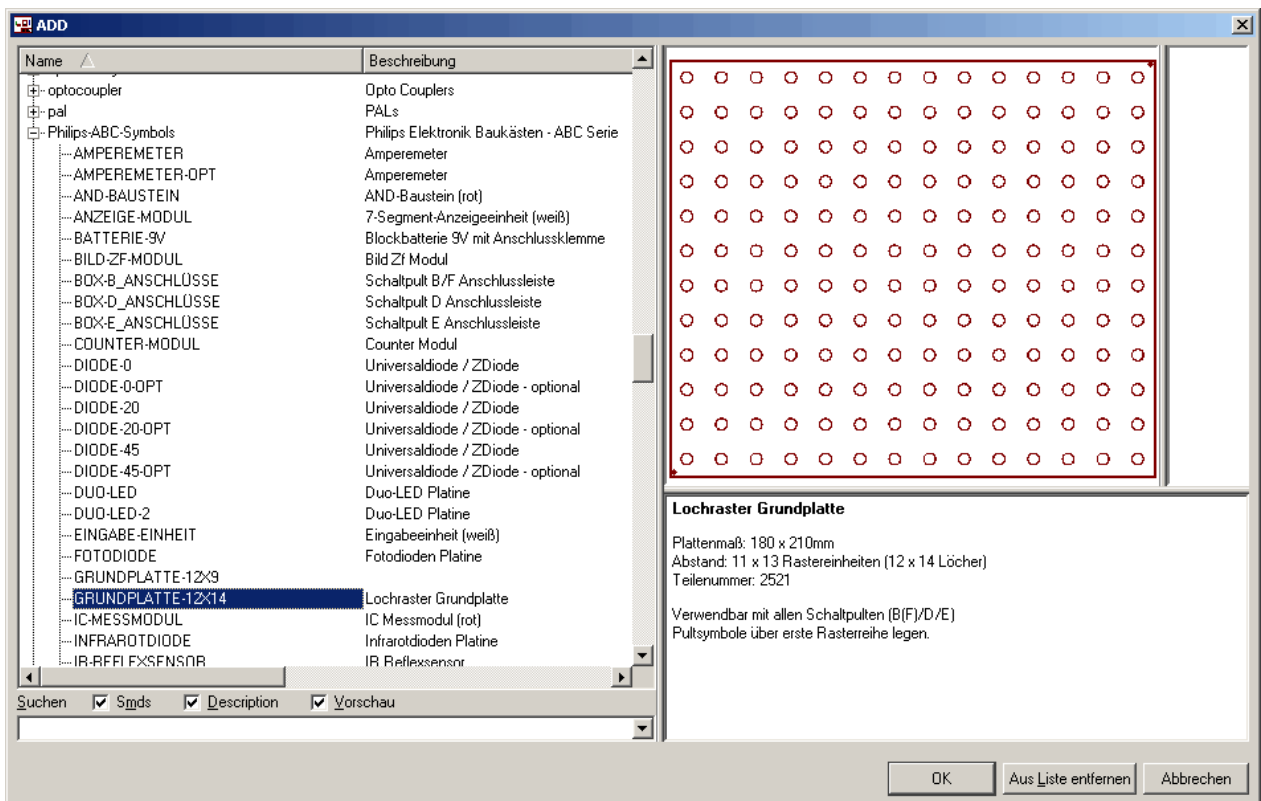 ADD
Name Beschreibung
optocoupler Opto Couplers
pal PALs
Philips-ABC-Symbols Philips Elektronik Baukästen - ABC Serie
AMPEREMETER Amperemeter
AMPEREMETER-OPT Amperemeter
AND-BAUSTEIN AND-Baustein (rot)
ANZEIGE-MODUL 7-Segment-Anzeigeeinheit (weiß)
BATTERIE-9V Blockbatterie 9V mit Anschlussklemme
BILD-ZF-MODUL Bild Zf Modul
BOX-B_ANSCHLÜSSE Schaltpult B/F Anschlussleiste
BOX-D_ANSCHLÜSSE Schaltpult D Anschlussleiste
BOX-E_ANSCHLÜSSE Schaltpult E Anschlussleiste
COUNTER-MODUL Counter Modul
DIODE-0 Universaldiode / ZDiode
DIODE-0-OPT Universaldiode / ZDiode - optional
DIODE-20 Universaldiode / ZDiode
DIODE-20-OPT Universaldiode / ZDiode - optional
DIODE-45 Universaldiode / ZDiode
DIODE-45-OPT Universaldiode / ZDiode - optional
DUO-LED Duo-LED Platine
DUO-LED-2 Duo-LED Platine
EINGABE-EINHEIT Eingabeeinheit (weiß)
FOTODIODE Fotodioden Platine
GRUNDPLATTE-12X9
GRUNDPLATTE-12X14 Lochraster Grundplatte
IC-MESSMODUL IC Messmodul (rot)
INFRAROTDIODE Infrarotdioden Platine
IR-REFLEXSENSOR IR Reflexsensor
Suchen Smds Description Vorschau
Lochraster Grundplatte
Plattenmaß: 180 x 210mm
Abstand: 11 x 13 Rastereinheiten (12 x 14 Löcher)
Teilenummer: 2521
Verwendbar mit allen Schaltpulten (B(F)/D/E)
Pultsymbole über erste Rasterreihe legen.
OK Aus Liste entfernen Abbrechen